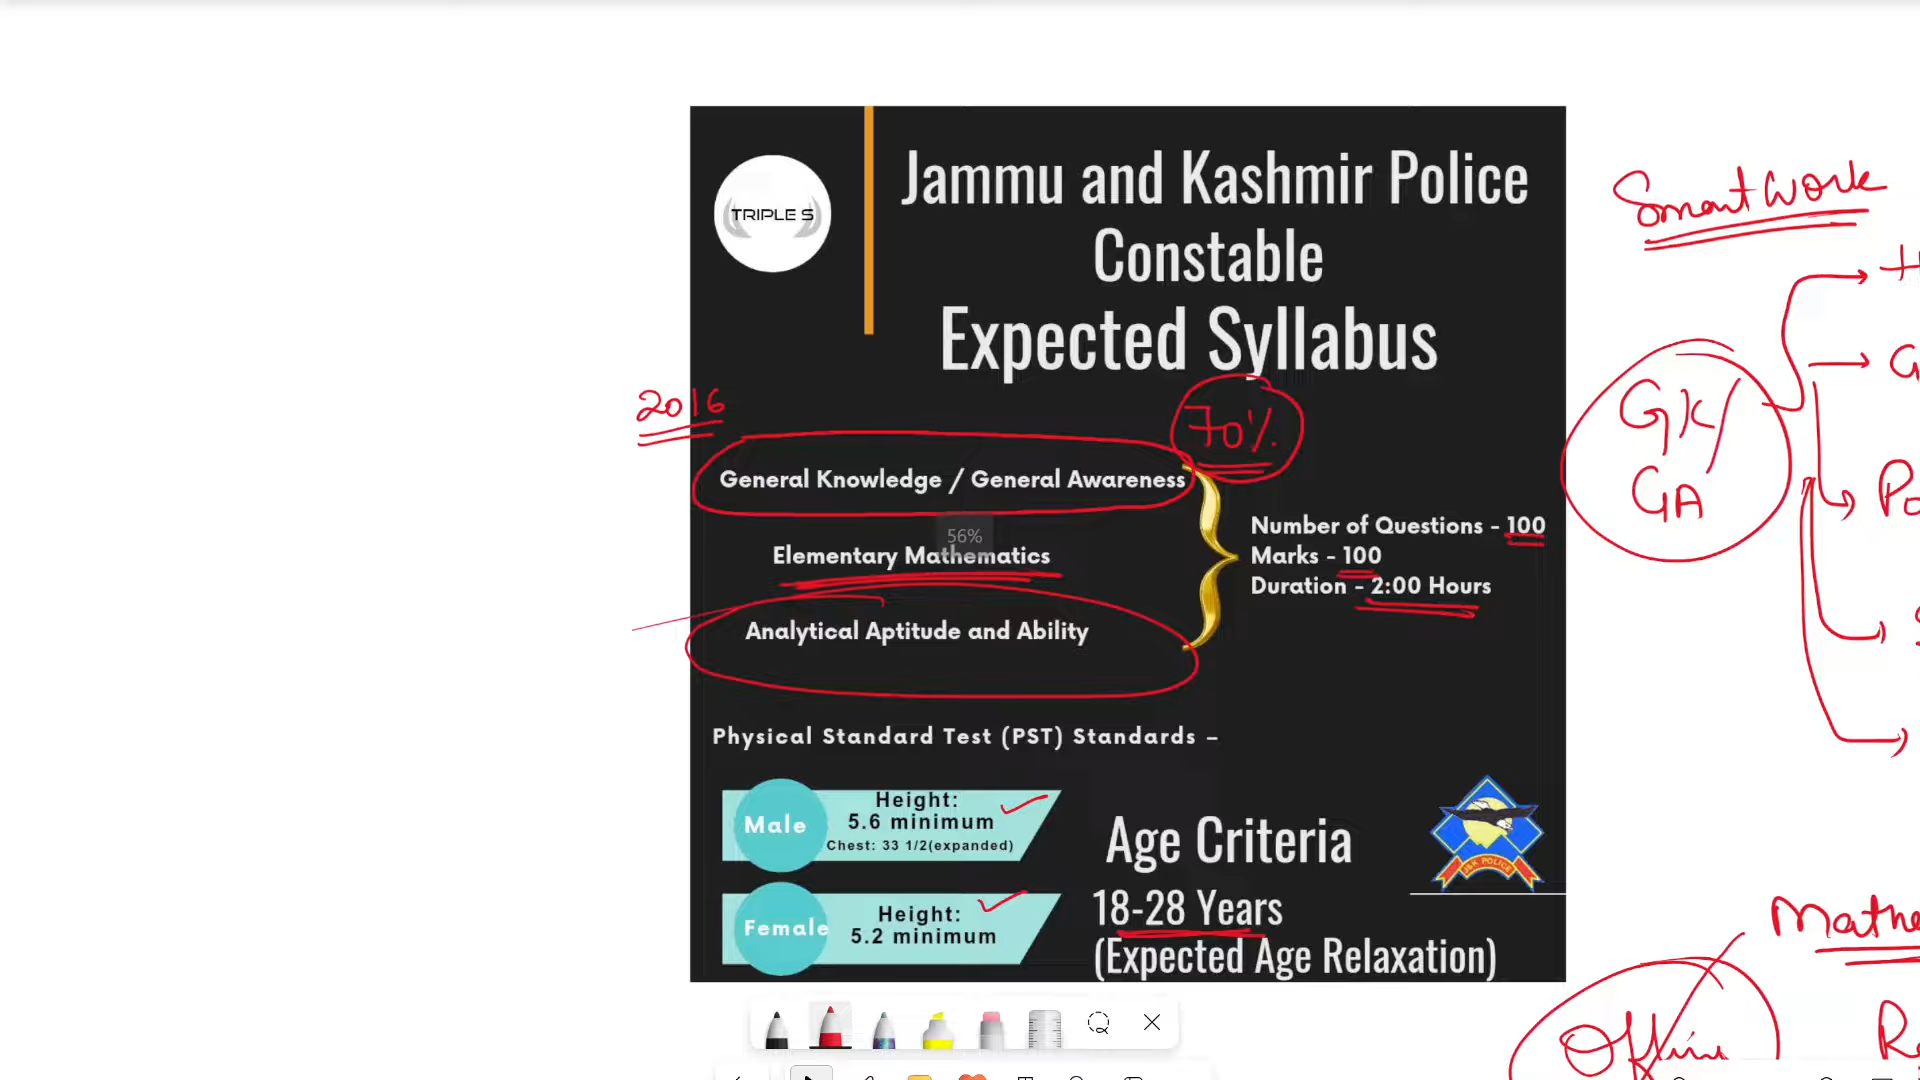 TRIPLE S
Jammu and Kashmir Police
Constable
Expected Syllabus
Smart Work
2016
70%
General Knowledge / General Awareness
56%
Elementary Mathematics
Analytical Aptitude and Ability
Number of Questions - 100
Marks - 100
Duration - 2:00 Hours
GK/
GA
Physical Standard Test (PST) Standards –
Male
Height:
5.6 minimum
Chest: 33 1/2(expanded)
Female
Height:
5.2 minimum
Age Criteria
18-28 Years
(Expected Age Relaxation)
J&K POLICE
Mathe